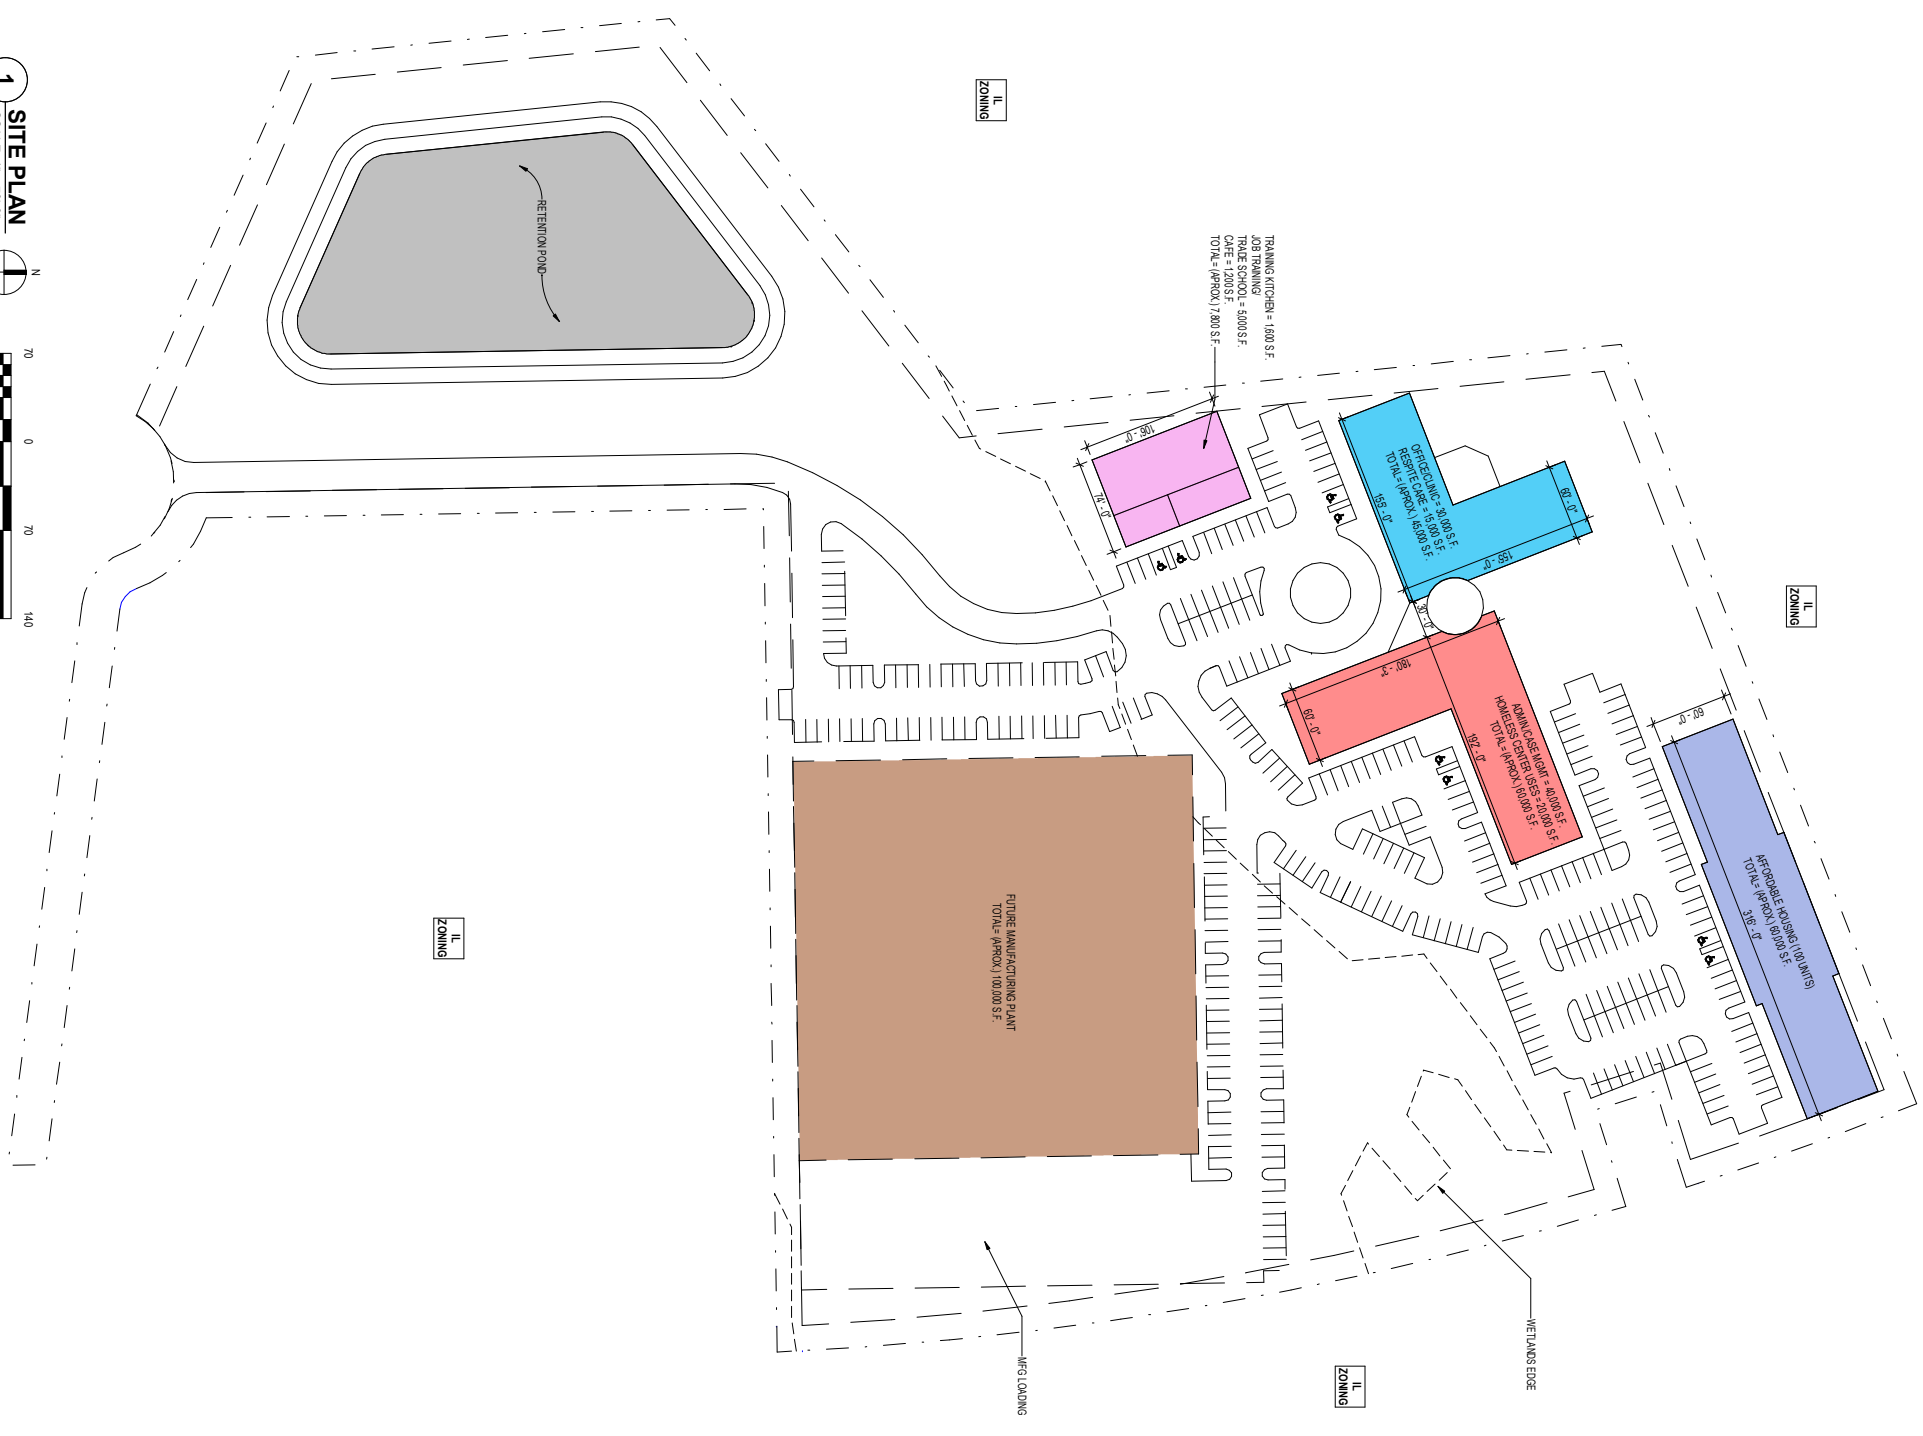 1
SITE PLAN
N
70
0
70
140
IL
ZONING
IL
ZONING
IL
ZONING
IL
ZONING
RETENTION POND
TRAINING KITCHEN = 1,600 S.F.
JOB TRAINING/
TRADE SCHOOL = 5,000 S.F.
CAFE = 1,200 S.F.
TOTAL= (APROX.) 7,800 S.F.
106' - 0"
74' - 0"
OFFICE/CLINIC = 30,000 S.F.
RESPITE CARE = 15,000 S.F.
TOTAL= (APROX.) 45,000 S.F.
155' - 0"
60' - 0"
155' - 0"
30' - 0"
ADMIN/CASE MGMT = 40,000 S.F.
HOMELESS CENTER USES = 20,000 S.F.
TOTAL= (APROX.) 60,000 S.F.
180' - 3"
60' - 0"
192' - 0"
AFFORDABLE HOUSING (100 UNITS)
TOTAL= (APROX.) 60,000 S.F.
316' - 0"
60' - 0"
FUTURE MANUFACTURING PLANT
TOTAL= (APROX.) 100,000 S.F.
MFG LOADING
WETLANDS EDGE